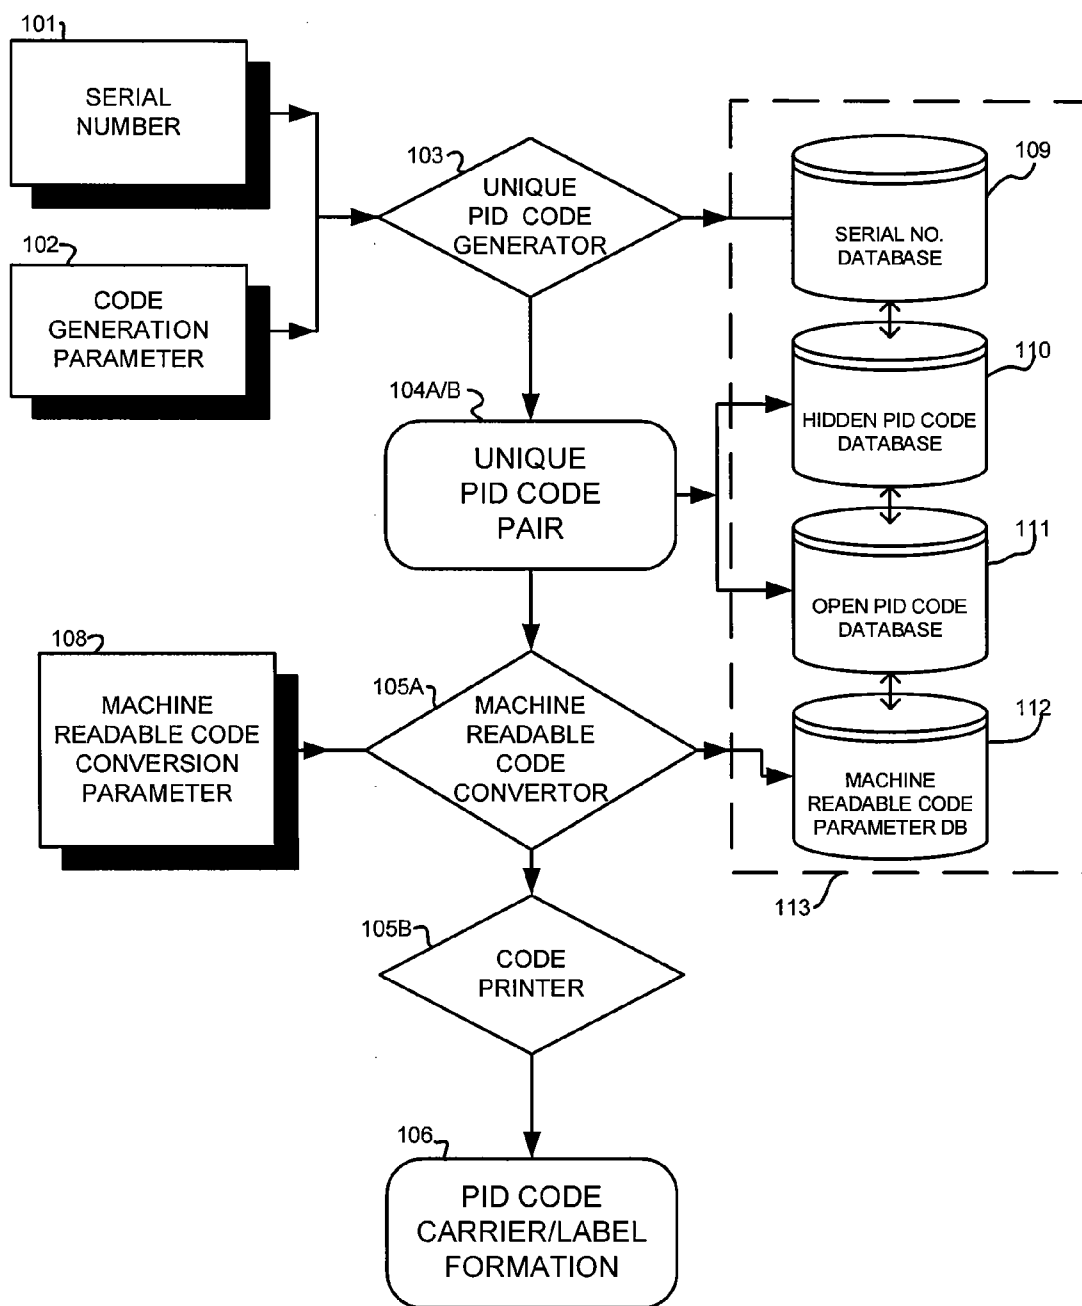 101
SERIAL
NUMBER
102
CODE
GENERATION
PARAMETER
103
UNIQUE
PID CODE
GENERATOR
109
SERIAL NO.
DATABASE
110
HIDDEN PID CODE
DATABASE
104A/B
UNIQUE
PID CODE
PAIR
111
OPEN PID CODE
DATABASE
108
MACHINE
READABLE CODE
CONVERSION
PARAMETER
105A
MACHINE
READABLE
CODE
CONVERTOR
112
MACHINE
READABLE CODE
PARAMETER DB
113
105B
CODE
PRINTER
106
PID CODE
CARRIER/LABEL
FORMATION